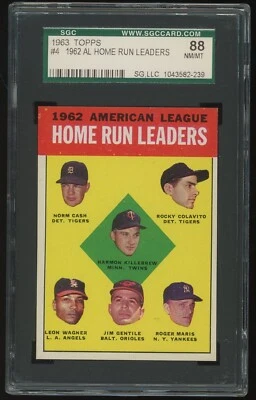 SGC
WWW.SGCCARD.COM
1963 TOPPS
#4 1962 AL HOME RUN LEADERS
88
NM/MT
SG, LLC 1043582-239
1962 AMERICAN LEAGUE
HOME RUN LEADERS
NORM CASH
DET. TIGERS
ROCKY COLAVITO
DET. TIGERS
HARMON KILLEBREW
MINN. TWINS
LEON WAGNER
L. A. ANGELS
JIM GENTILE
BALT. ORIOLES
ROGER MARIS
N. Y. YANKEES